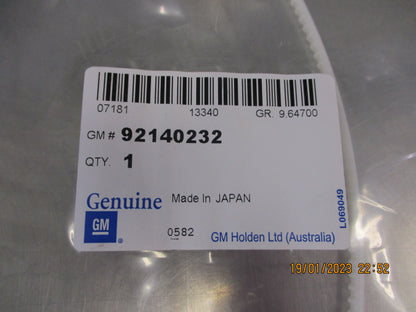 07181 13340 GR. 9.64700
GM # 92140232
QTY. 1
Genuine Made In JAPAN
GM ®
0582 GM Holden Ltd (Australia)
L069049
19/01/2023 22:52